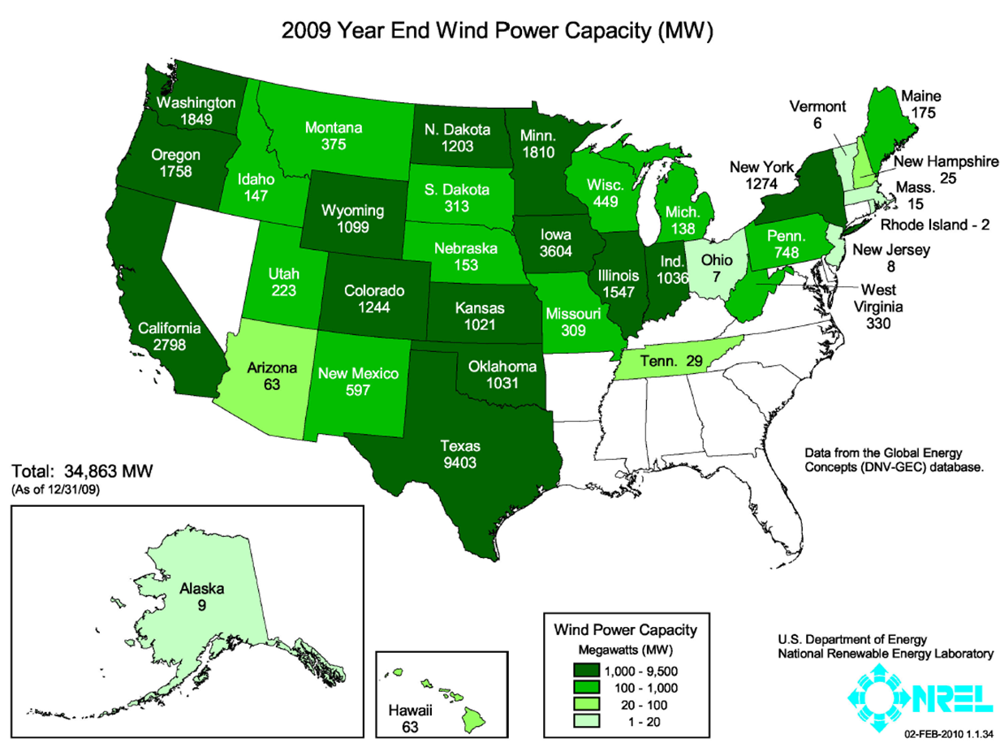 2009 Year End Wind Power Capacity (MW)
Washington
1849
Oregon
1758
California
2798
Idaho
147
Montana
375
Wyoming
1099
Utah
223
Colorado
1244
Arizona
63
New Mexico
597
N. Dakota
1203
S. Dakota
313
Nebraska
153
Kansas
1021
Oklahoma
1031
Texas
9403
Minn.
1810
Iowa
3604
Missouri
309
Wisc.
449
Illinois
1547
Mich.
138
Ind.
1036
Ohio
7
Tenn. 29
West
Virginia
330
Penn.
748
New York
1274
Vermont
6
Maine
175
New Hampshire
25
Mass.
15
Rhode Island - 2
New Jersey
8
Data from the Global Energy
Concepts (DNV-GEC) database.
Total: 34,863 MW
(As of 12/31/09)
Alaska
9
Hawaii
63
Wind Power Capacity
Megawatts (MW)
1,000 - 9,500
100 - 1,000
20 - 100
1 - 20
U.S. Department of Energy
National Renewable Energy Laboratory
NREL
02-FEB-2010 1.1.34